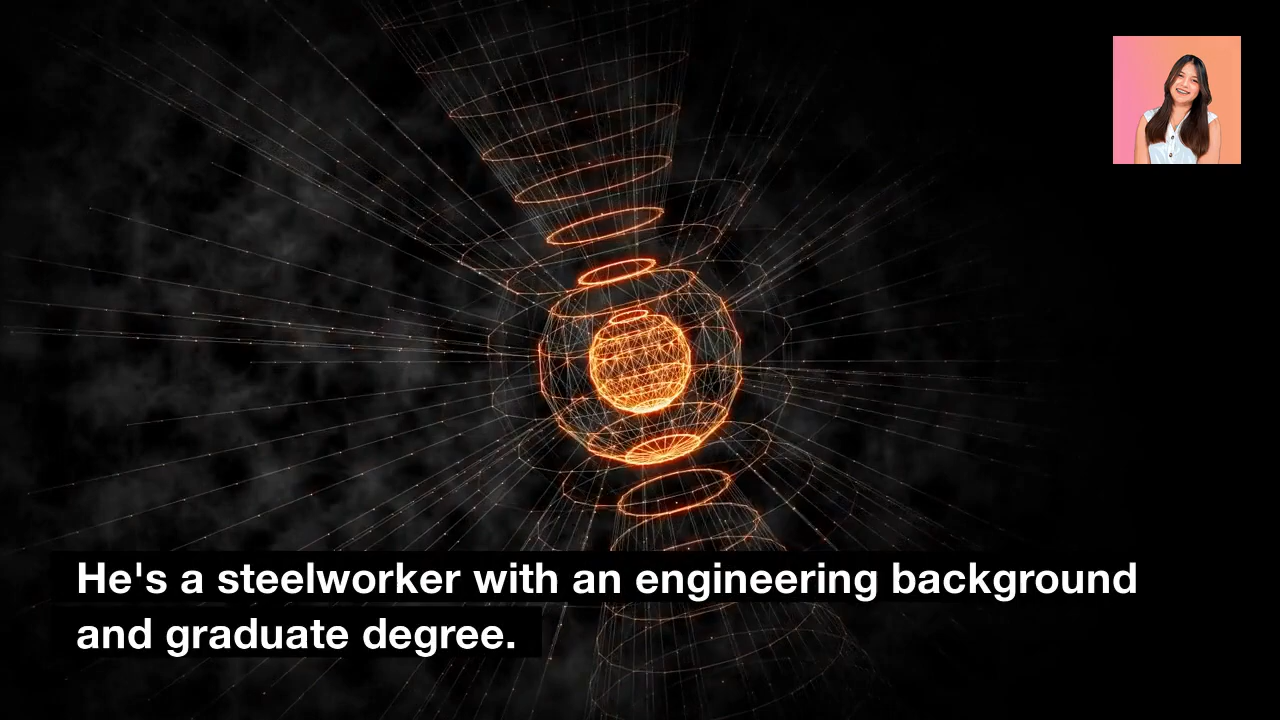 He's a steelworker with an engineering background
and graduate degree.